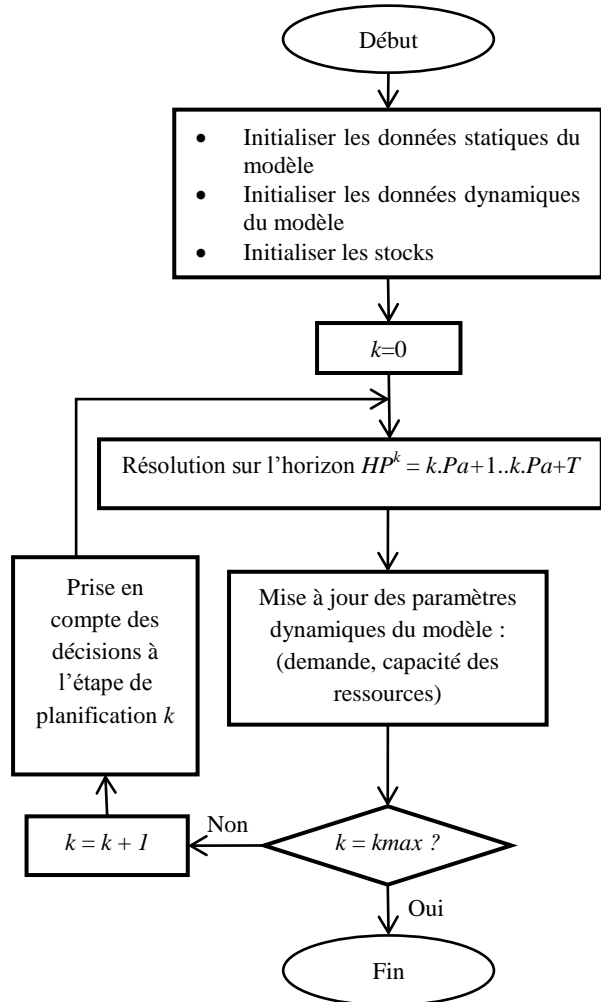 Début
• Initialiser les données statiques du
modèle
• Initialiser les données dynamiques
du modèle
• Initialiser les stocks
k=0
Résolution sur l’horizon HP^k = k.Pa+1..k.Pa+T
Mise à jour des paramètres
dynamiques du modèle :
(demande, capacité des
ressources)
Prise en
compte des
décisions à
l’étape de
planification k
k = k + 1
Non
k = kmax ?
Oui
Fin